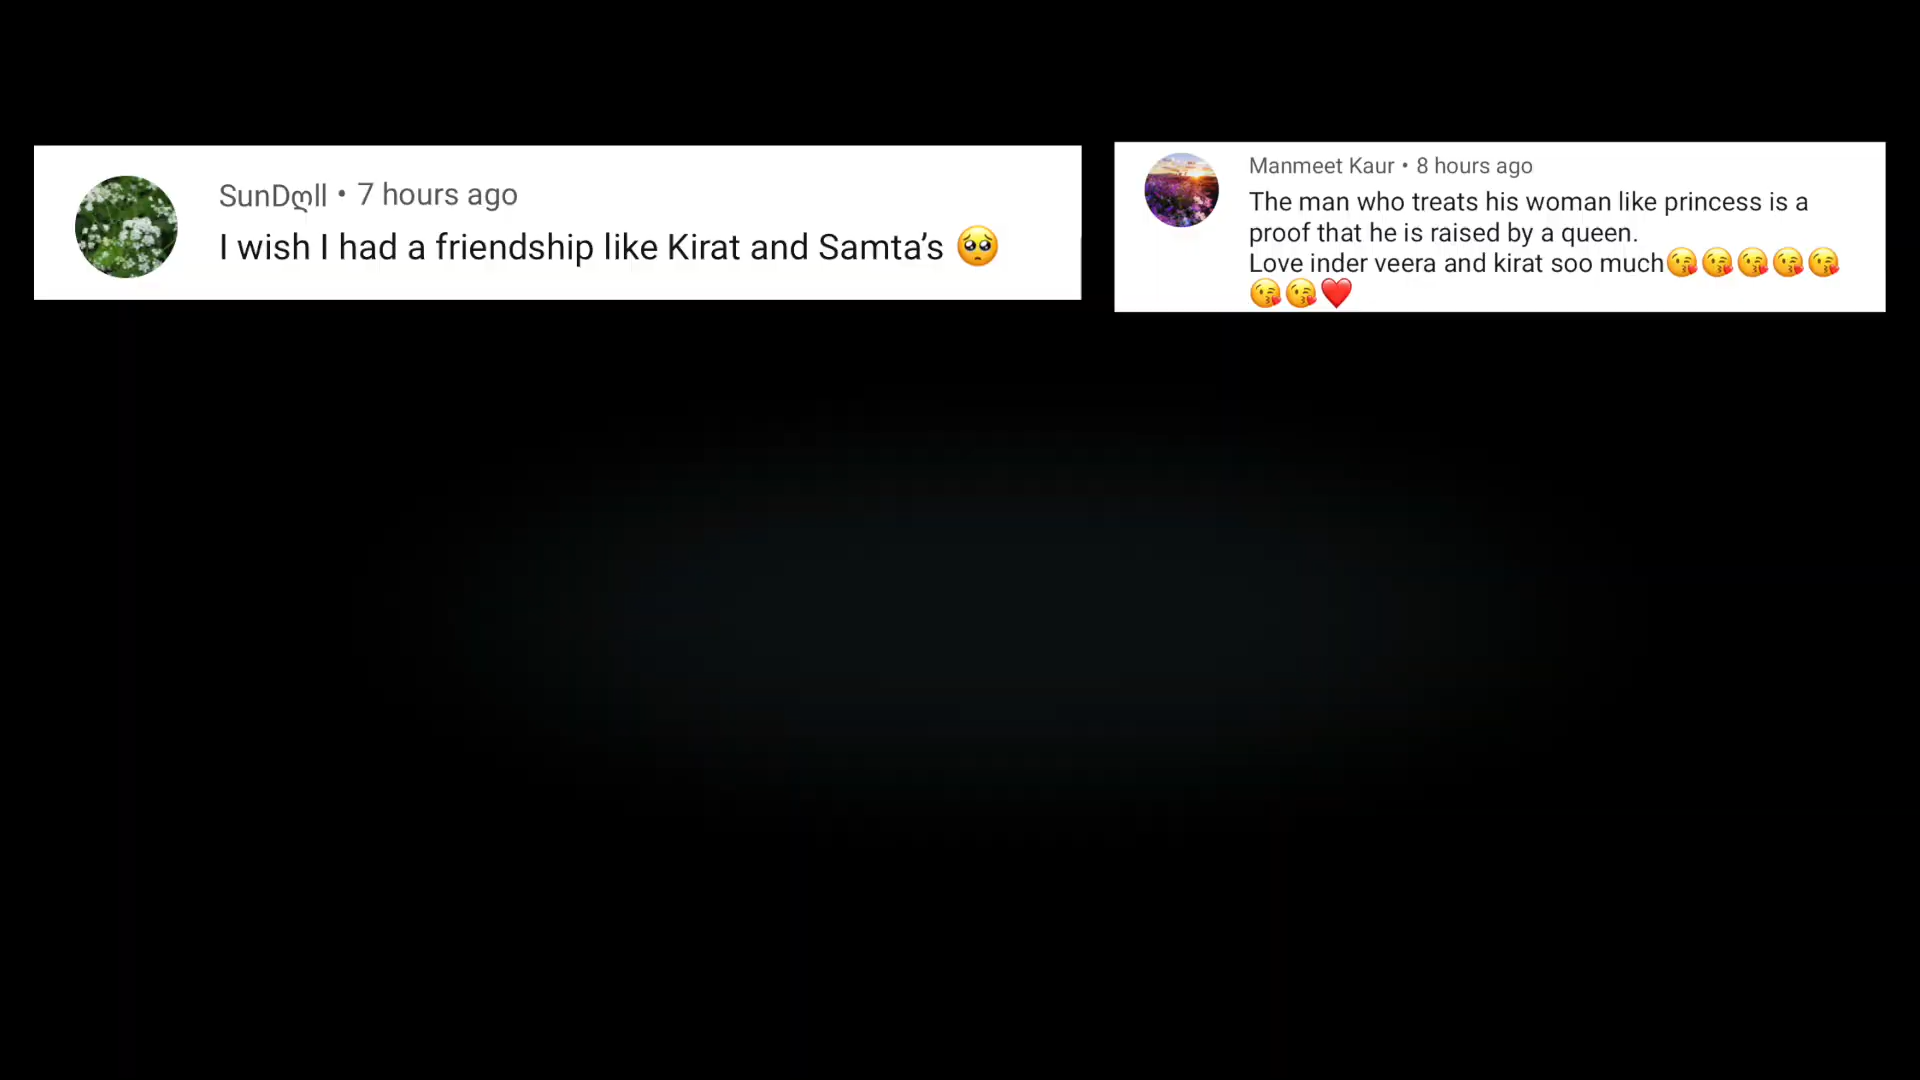 SunDღll • 7 hours ago
I wish I had a friendship like Kirat and Samta’s 🥺
Manmeet Kaur • 8 hours ago
The man who treats his woman like princess is a
proof that he is raised by a queen.
Love inder veera and kirat soo much😘😘😘😘😘
😘😘❤️